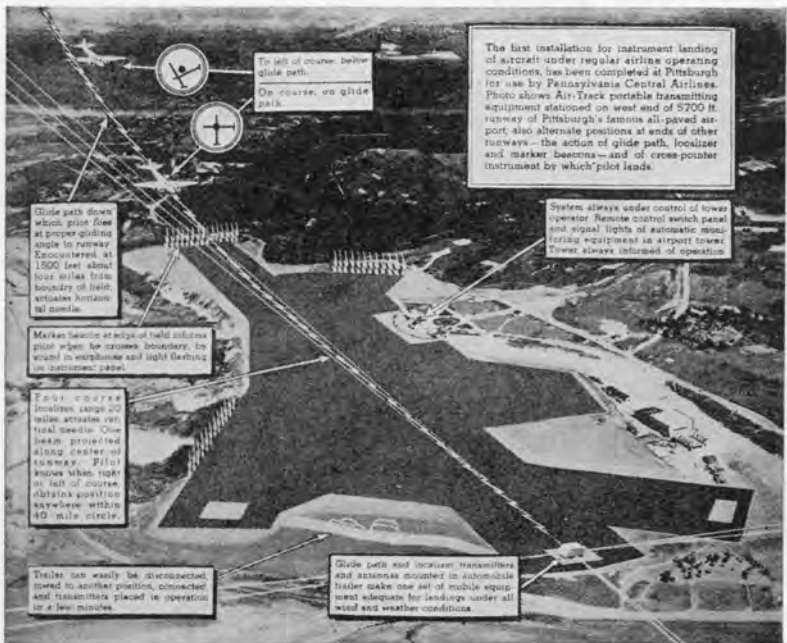 To left of course, below
glide path.
On course, on glide
path.
The first installation for instrument landing
of aircraft under regular airline operating
conditions, has been completed at Pittsburgh
for use by Pennsylvania Central Airlines.
Photo shows Air-Track portable transmitting
equipment stationed on west end of 5700 ft.
runway of Pittsburgh's famous all-paved air-
port, also alternate positions at ends of other
runways—the action of glide path, localizer
and marker beacons—and of cross-pointer
instrument by which pilot lands.
Glide path down
which pilot flies
at proper gliding
angle to runway.
Encountered at
1500 feet about
four miles from
boundry of field,
actuates horizon-
tal needle.
System always under control of tower
operator. Remote control switch panel
and signal lights of automatic moni-
toring equipment in airport tower.
Tower always informed of operation
Marker beacon at edge of field informs
pilot when he crosses boundary, by
sound in earphones and light flashing
on instrument panel.
Four course
localizer, range 20
miles, actuates ver-
tical needle. One
beam projected
along center of
runway. Pilot
knows when right
or left of course,
obtains position
anywhere within
40 mile circle.
Trailer can easily be disconnected,
towed to another position, connected
and transmitters placed in operation
in a few minutes.
Glide path and localizer transmitters
and antennas mounted in automobile
trailer make one set of mobile equip-
ment adequate for landings under all
wind and weather conditions.